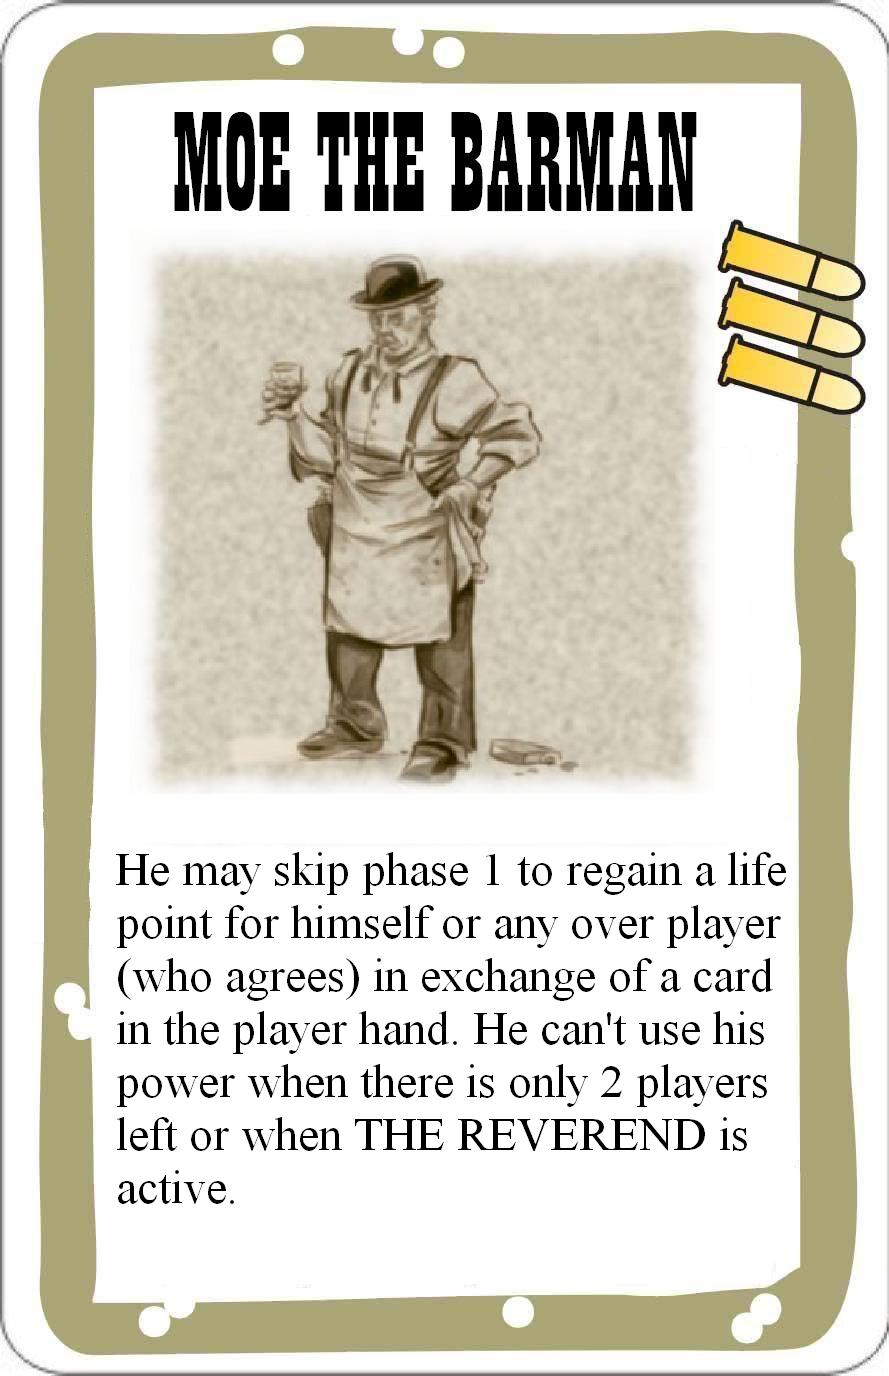 MOE THE BARMAN
He may skip phase 1 to regain a life
point for himself or any over player
(who agrees) in exchange of a card
in the player hand. He can't use his
power when there is only 2 players
left or when THE REVEREND is
active.